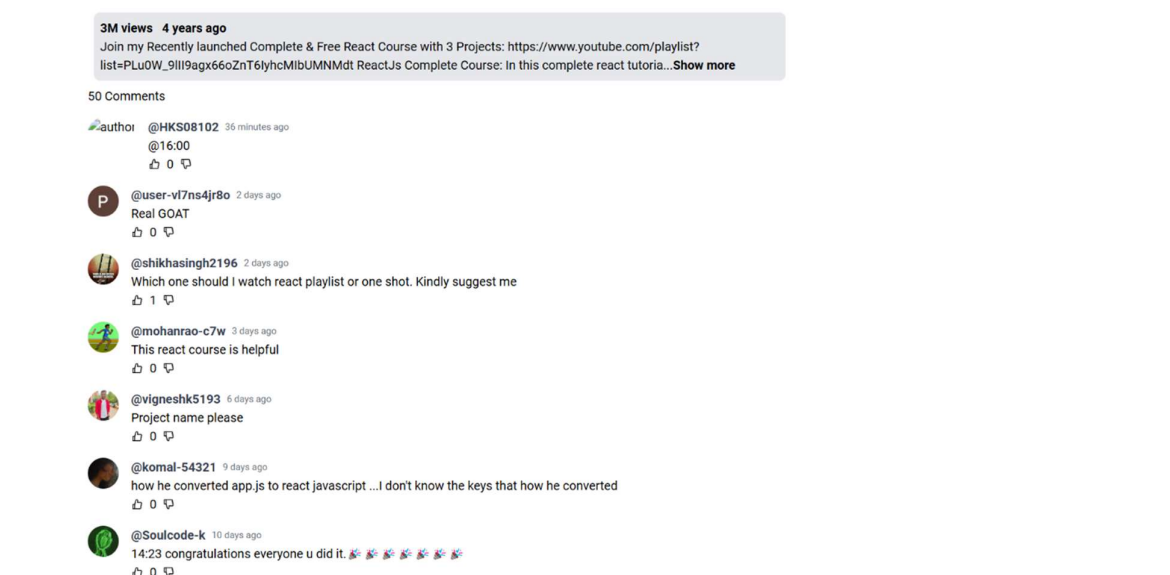 3M views 4 years ago
Join my Recently launched Complete & Free React Course with 3 Projects: https://www.youtube.com/playlist?
list=PLu0W_9lII9agx66oZnT6IyhcMIbUMNMdt ReactJs Complete Course: In this complete react tutoria...Show more
50 Comments
author @HKS08102 36 minutes ago
@16:00
0
P @user-vl7ns4jr8o 2 days ago
Real GOAT
0
@shikhasingh2196 2 days ago
Which one should I watch react playlist or one shot. Kindly suggest me
1
@mohanrao-c7w 3 days ago
This react course is helpful
0
@vigneshk5193 6 days ago
Project name please
0
@komal-54321 9 days ago
how he converted app.js to react javascript ...I don't know the keys that how he converted
0
@Soulcode-k 10 days ago
14:23 congratulations everyone u did it.🎉🎉🎉🎉🎉🎉🎉
0